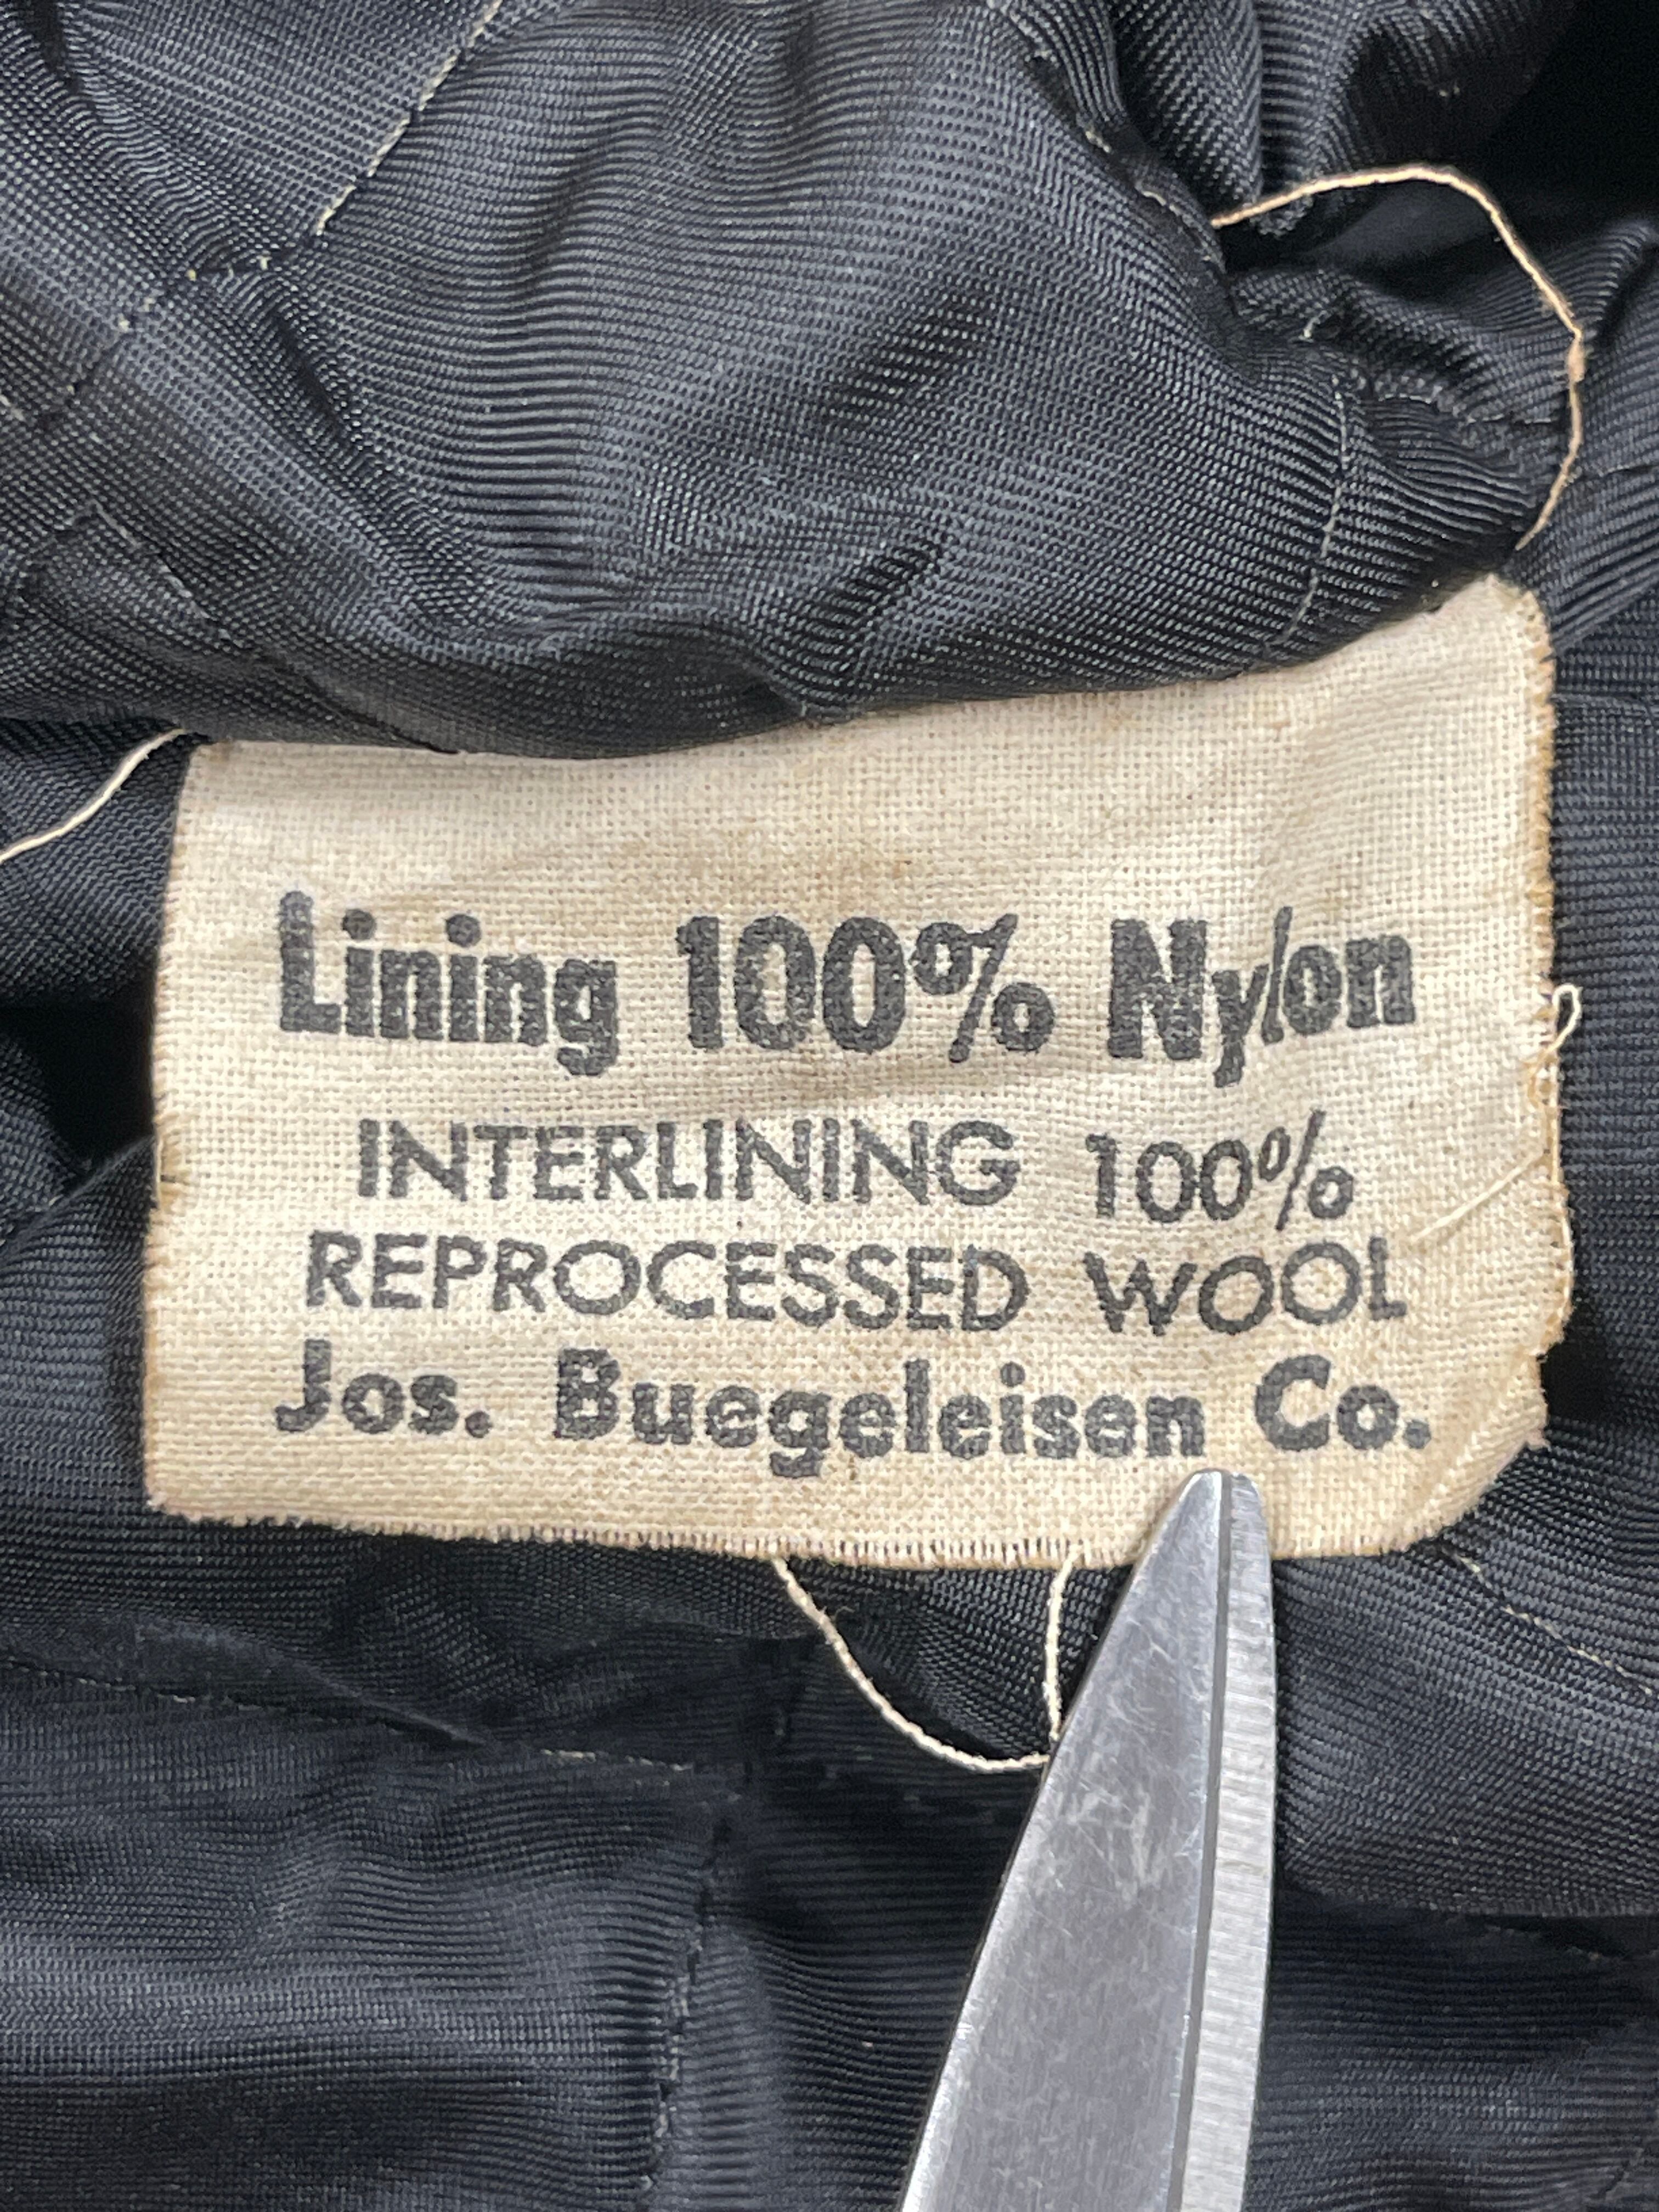 Lining 100% Nylon
INTERLINING 100%
REPROCESSED WOOL
Jos. Buegeleisen Co.